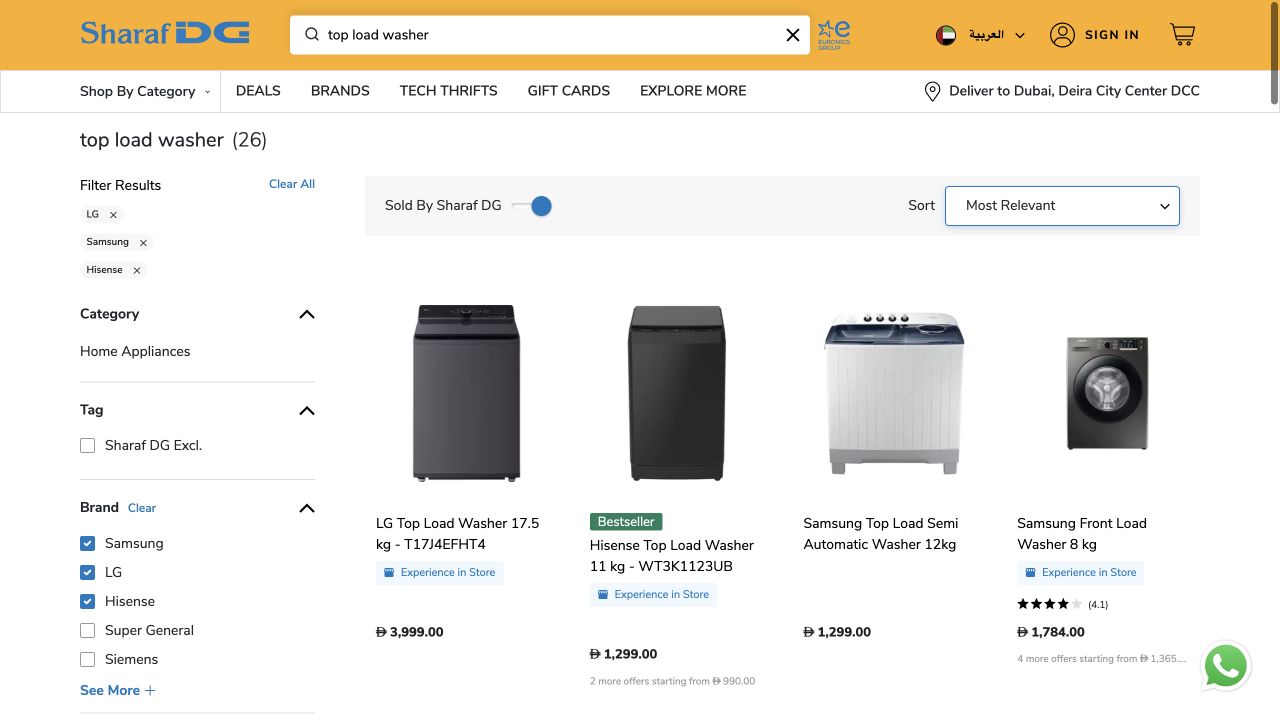 Sharaf DG
top load washer
EURONICS
GROUP
العربية
SIGN IN
Shop By Category
DEALS
BRANDS
TECH THRIFTS
GIFT CARDS
EXPLORE MORE
Deliver to Dubai, Deira City Center DCC
top load washer (26)
Filter Results
Clear All
LG
Samsung
Hisense
Category
Home Appliances
Tag
Sharaf DG Excl.
Brand Clear
Samsung
LG
Hisense
Super General
Siemens
See More +
Sold By Sharaf DG
Sort
Most Relevant
LG Top Load Washer 17.5
kg - T17J4EFHT4
Experience in Store
3,999.00
Bestseller
Hisense Top Load Washer
11 kg - WT3K1123UB
Experience in Store
1,299.00
2 more offers starting from 990.00
Samsung Top Load Semi
Automatic Washer 12kg
1,299.00
Samsung Front Load
Washer 8 kg
Experience in Store
(4.1)
1,784.00
4 more offers starting from 1,365....